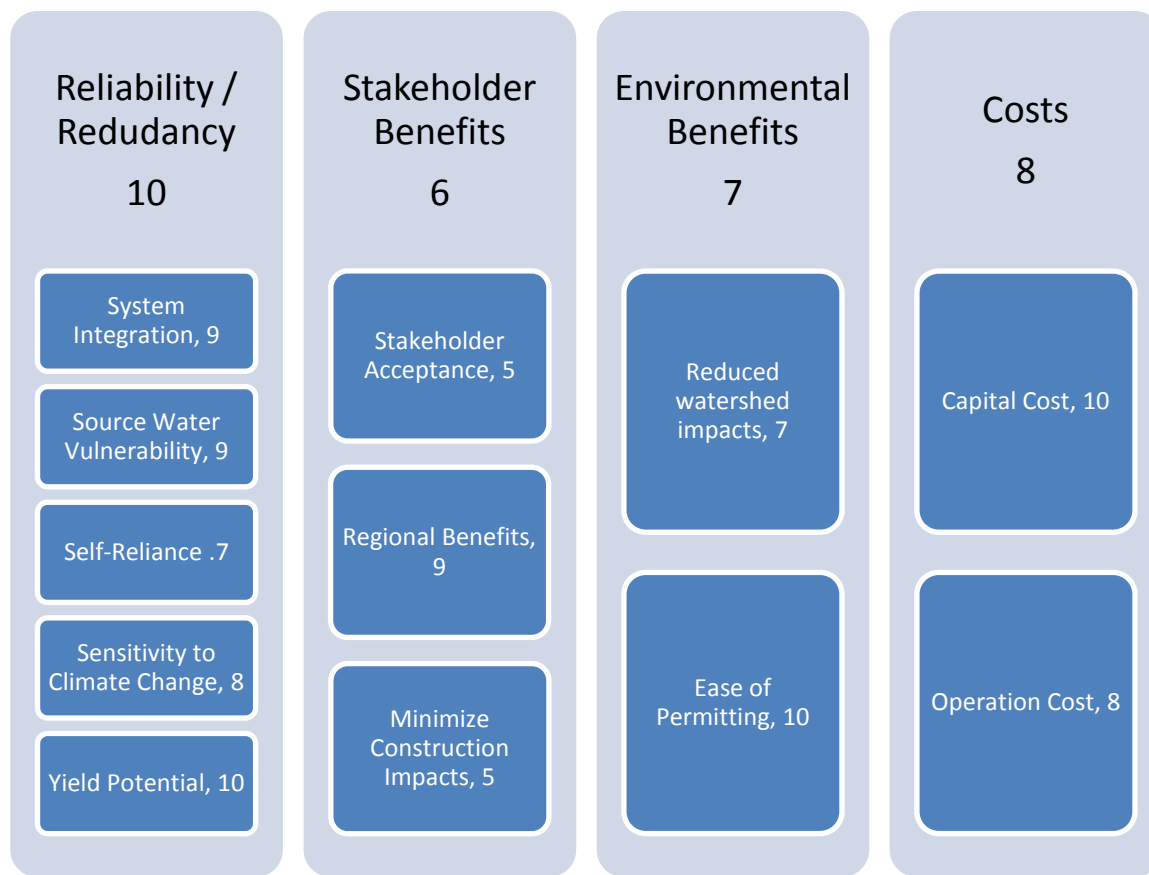 Reliability /
Redudancy
10
System
Integration, 9
Source Water
Vulnerability, 9
Self-Reliance .7
Sensitivity to
Climate Change, 8
Yield Potential, 10
Stakeholder
Benefits
6
Stakeholder
Acceptance, 5
Regional Benefits,
9
Minimize
Construction
Impacts, 5
Environmental
Benefits
7
Reduced
watershed
impacts, 7
Ease of
Permitting, 10
Costs
8
Capital Cost, 10
Operation Cost, 8